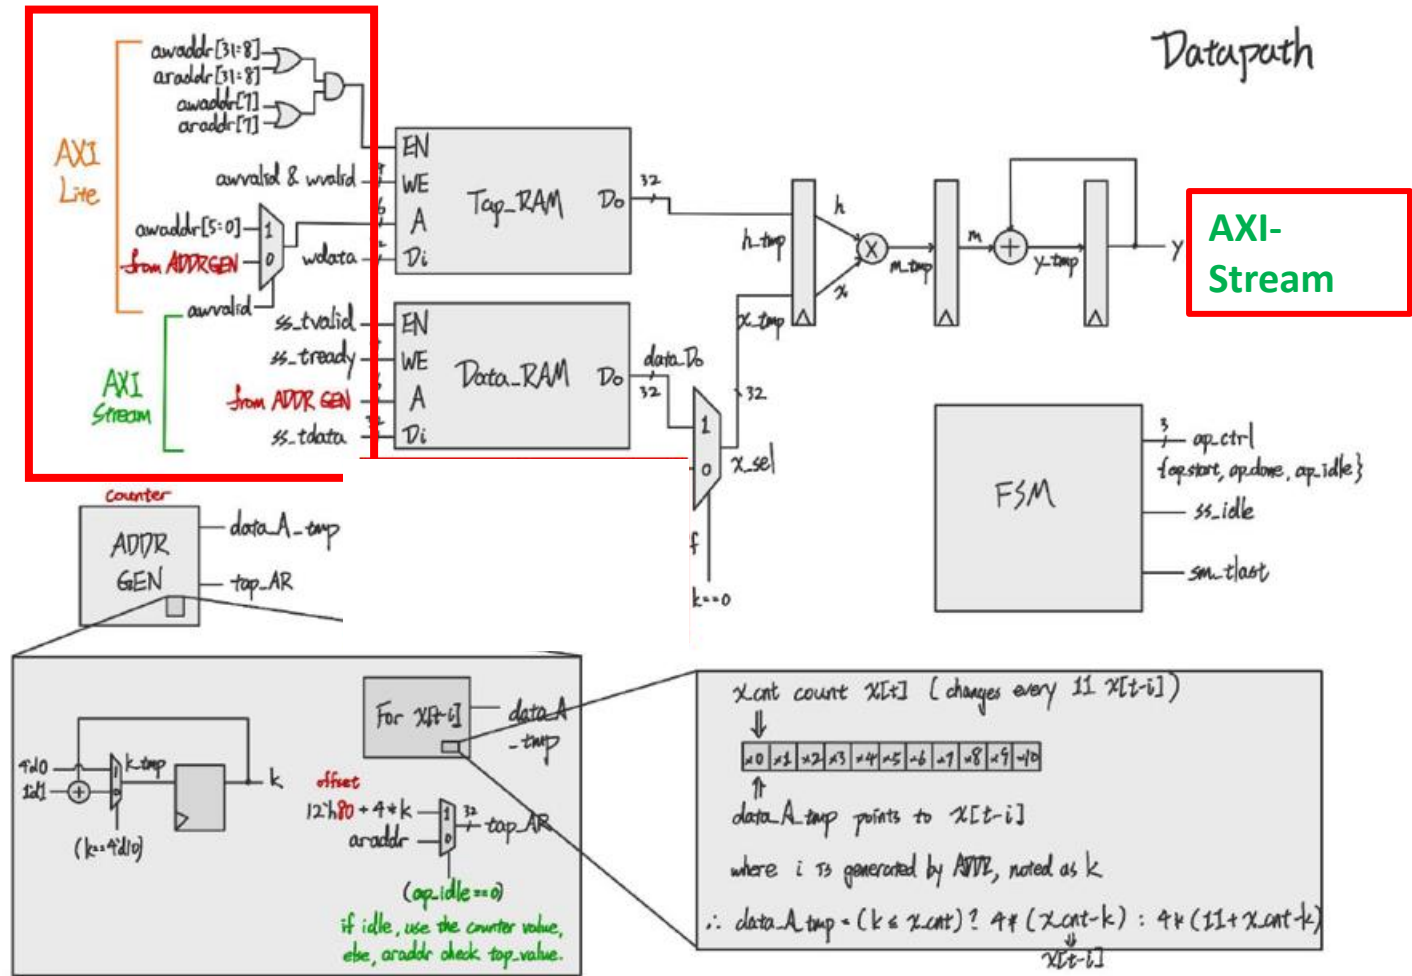 Datapath
awaddr[31=8]
araddr[31=8]
awaddr[7]
araddr[7]
AXI
Lite
awvalid & wvalid
awaddr[5:0]
from ADDRGEN
wdata
awvalid
1
0
6
EN
WE
A
Di
Tap_RAM
Do
32
AXI
Stream
ss_tvalid
ss_tready
from ADDR GEN
ss_tdata
EN
WE
A
Di
Data_RAM
Do
data_Do
32
32
1
0
x_sel
f
k==0
h
h_tmp
x
x_tmp
m_tmp
m
y_tmp
y
AXI-
Stream
FSM
3
ap_ctrl
{ap_start, ap_done, ap_idle}
ss_idle
sm_tlast
counter
ADDR
GEN
data_A_tmp
tap_AR
4'd0
1'd1
1
0
k_tmp
k
(k==4'd10)
For x[t-i]
data_A
_tmp
offset
12'h80 + 4*k
araddr
1
0
32
tap_AR
(ap_idle==0)
if idle, use the counter value,
else, araddr check tap_value.
x_cnt count x[t] (changes every 11 x[t-i])
x0 x1 x2 x3 x4 x5 x6 x7 x8 x9 x10
data_A_tmp points to x[t-i]
where i is generated by ADDR, noted as k
∴ data_A_tmp = (k ≤ x_cnt) ? 4*(x_cnt-k) : 4*(11+x_cnt-k)
x[t-i]